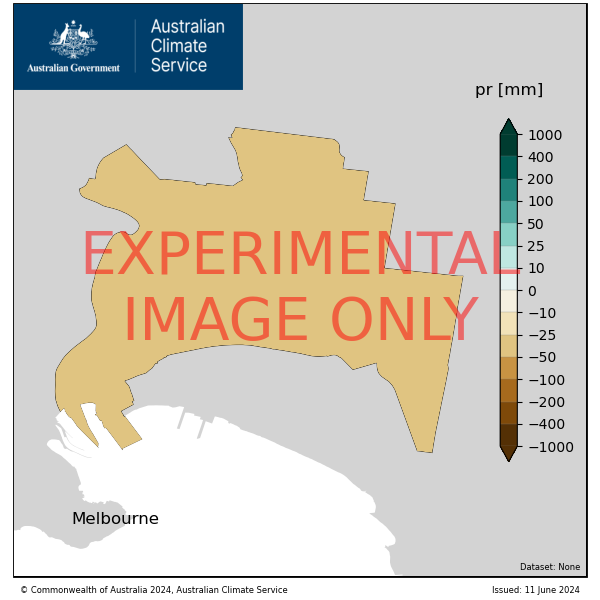 Australian Government
Australian
Climate
Service
pr [mm]
1000
400
200
100
50
25
10
0
−10
−25
−50
−100
−200
−400
−1000
EXPERIMENTAL
IMAGE ONLY
Melbourne
Dataset: None
© Commonwealth of Australia 2024, Australian Climate Service
Issued: 11 June 2024